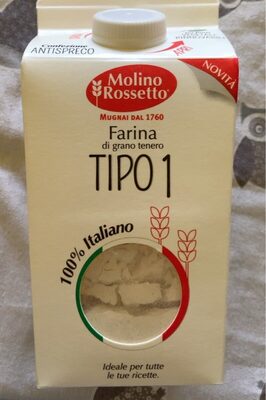 Confezione
ANTISPRECO
APRI
NOVITÀ
Molino
Rossetto®
MUGNAI DAL 1760
Farina
di grano tenero
TIPO 1
100% Italiano
Ideale per tutte
le tue ricette.